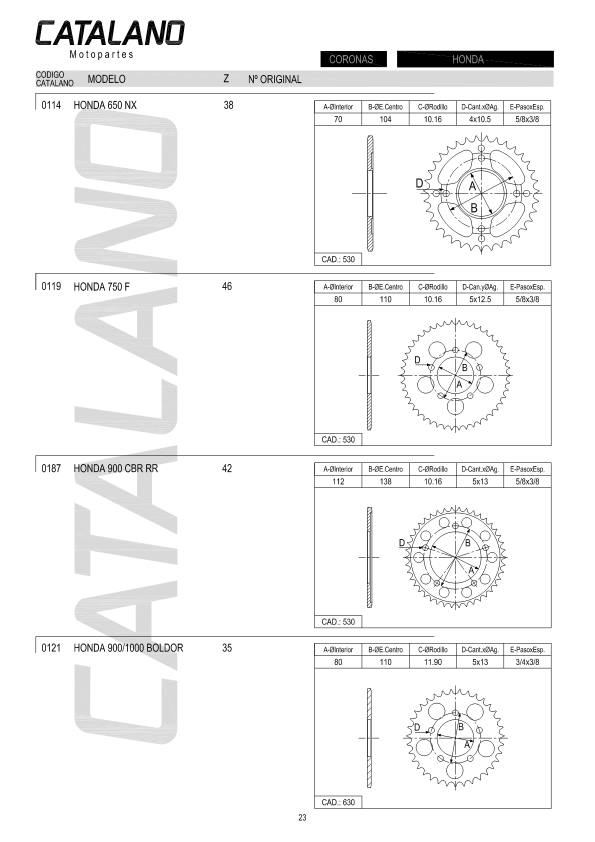 CATALANO
Motopartes
CORONAS HONDA
CODIGO CATALANO MODELO Z Nº ORIGINAL
0114 HONDA 650 NX 38
A-ØInterior B-ØE.Centro C-ØRodillo D-Cant.xØAg. E-PasoxEsp.
70 104 10.16 4x10.5 5/8x3/8
D A B
CAD.: 530
0119 HONDA 750 F 46
A-ØInterior B-ØE.Centro C-ØRodillo D-Can.yØAg. E-PasoxEsp.
80 110 10.16 5x12.5 5/8x3/8
D B A
CAD.: 530
0187 HONDA 900 CBR RR 42
A-ØInterior B-ØE.Centro C-ØRodillo D-Cant.xØAg. E-PasoxEsp.
112 138 10.16 5x13 5/8x3/8
D B A
CAD.: 530
0121 HONDA 900/1000 BOLDOR 35
A-ØInterior B-ØE.Centro C-ØRodillo D-Cant.xØAg. E-PasoxEsp.
80 110 11.90 5x13 3/4x3/8
D B A
CAD.: 630
CATALANO
23